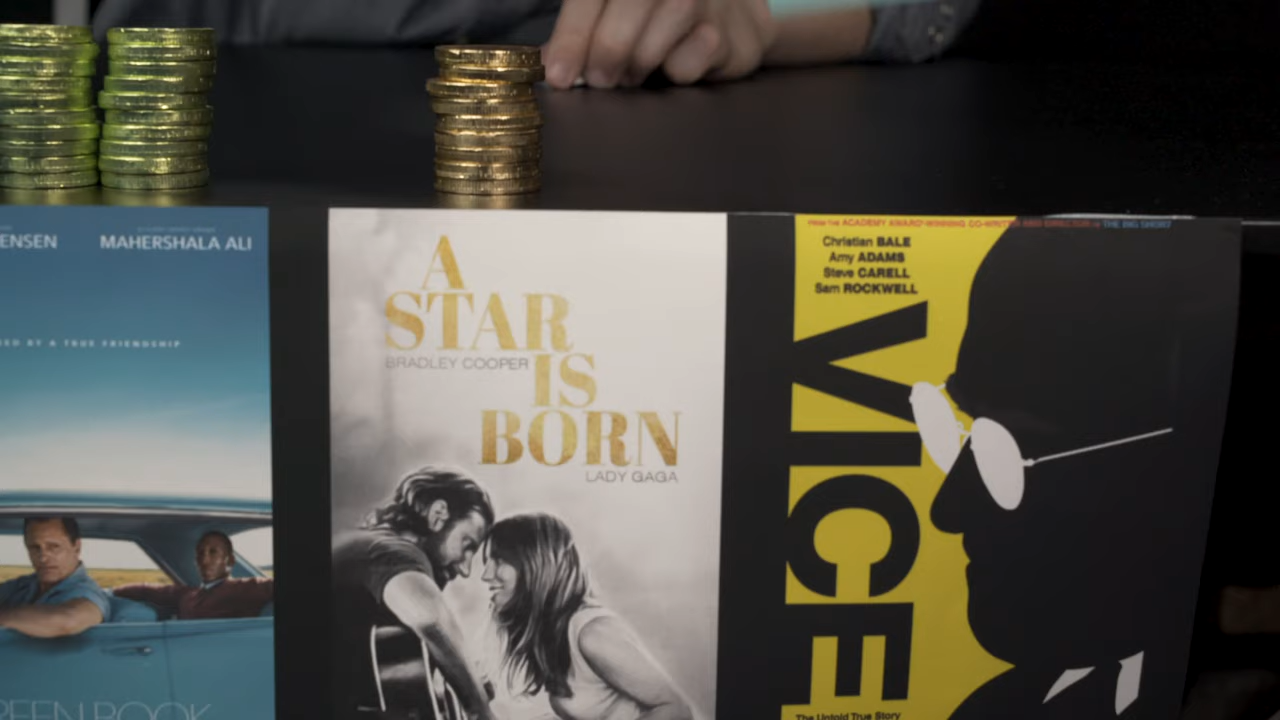 ENSEN MAHERSHALA ALI
ED BY A TRUE FRIENDSHIP
REEN BOOK
A
STAR
BRADLEY COOPER
IS
BORN
LADY GAGA
FROM THE ACADEMY AWARD WINNING CO-WRITER AND DIRECTOR OF THE BIG SHORT
Christian BALE
Amy ADAMS
Steve CARELL
Sam ROCKWELL
VICE
The Untold True Story